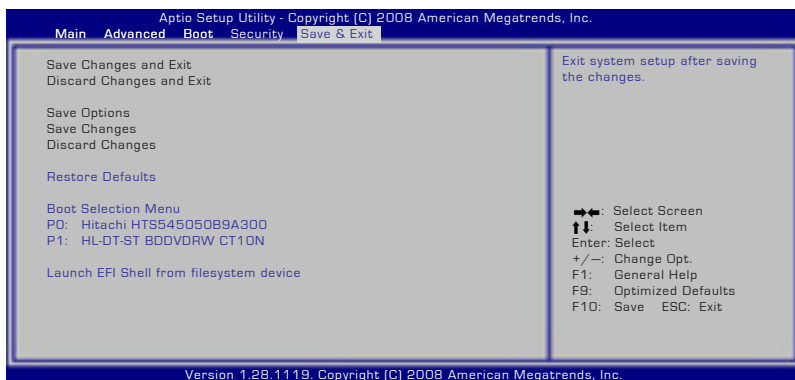 Aptio Setup Utility - Copyright (C) 2008 American Megatrends, Inc.
Main Advanced Boot Security Save & Exit
Save Changes and Exit
Discard Changes and Exit
Save Options
Save Changes
Discard Changes
Restore Defaults
Boot Selection Menu
P0: Hitachi HTS545050B9A300
P1: HL-DT-ST BDDVDRW CT10N
Launch EFI Shell from filesystem device
Exit system setup after saving
the changes.
→←: Select Screen
↑↓: Select Item
Enter: Select
+/—: Change Opt.
F1: General Help
F9: Optimized Defaults
F10: Save ESC: Exit
Version 1.28.1119. Copyright (C) 2008 American Megatrends, Inc.